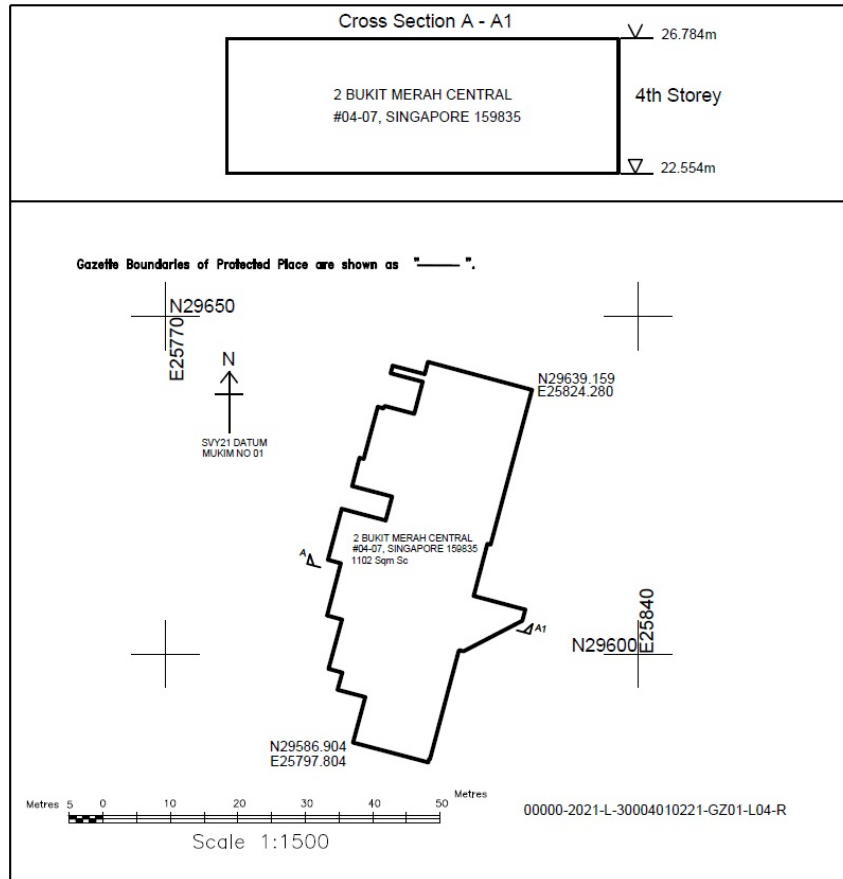 Cross Section A - A1
26.784m
2 BUKIT MERAH CENTRAL
#04-07, SINGAPORE 159835
4th Storey
22.554m
Gazette Boundaries of Protected Place are shown as "——— ".
N29650
E25770
N
SVY21 DATUM
MUKIM NO 01
N29639.159
E25824.280
2 BUKIT MERAH CENTRAL
#04-07, SINGAPORE 159835
1102 Sqm Sc
A
A1
N29600
E25840
N29586.904
E25797.804
Metres 5 0 10 20 30 40 50 Metres
Scale 1:1500
00000-2021-L-30004010221-GZ01-L04-R